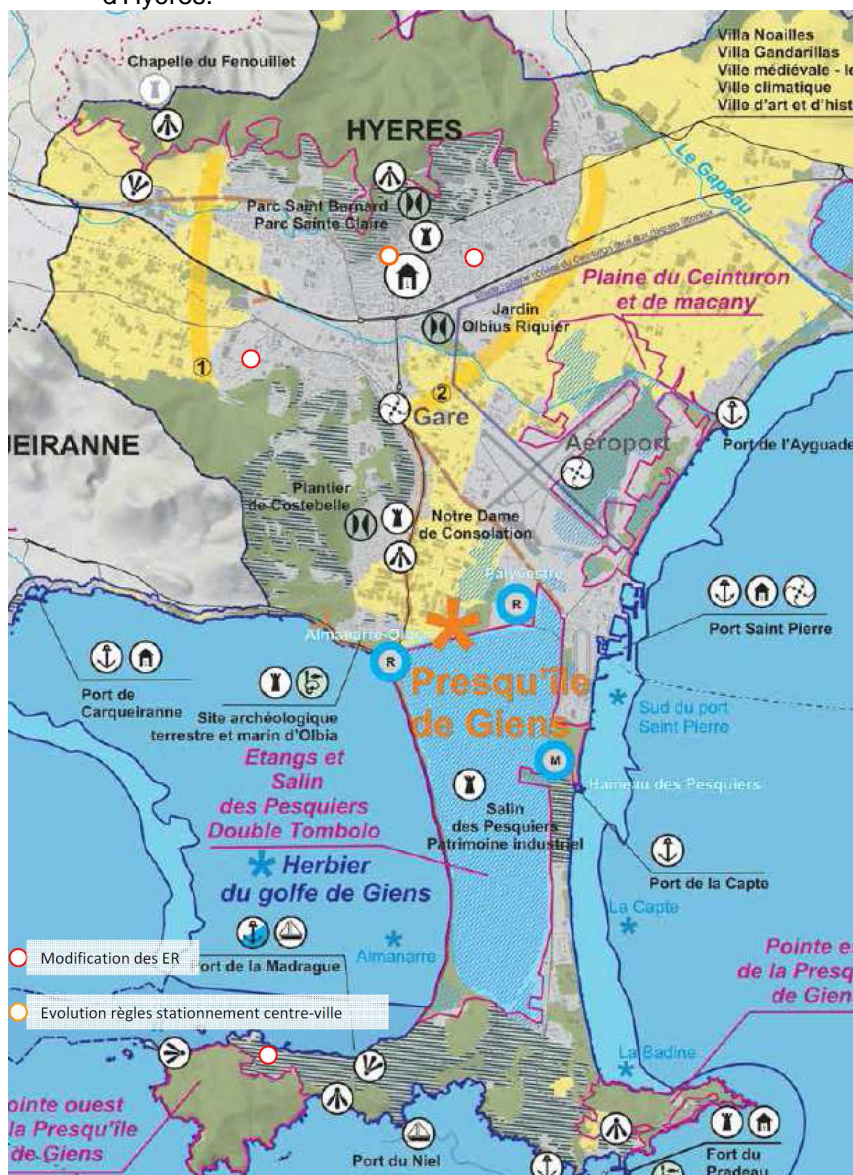 d'Hyères.
Chapelle du Fenouillet
Villa Noailles
Villa Gandarillas
Ville médiévale - le
Ville climatique
Ville d'art et d'hist
HYERES
Le Gapeau
Parc Saint Bernard
Parc Sainte Claire
Plaine du Ceinturon
et de macany
Jardin
Olbius Riquier
1
2
Gare
EIRANNE
Aéroport
Port de l'Ayguade
Plantier
de Costebelle
Notre Dame
de Consolation
Palyvestre
R
Port Saint Pierre
Almanarre-Olbia
R
Port de
Carqueiranne
Site archéologique
terrestre et marin d'Olbia
Presqu'île
de Giens
Sud du port
Saint Pierre
Etangs et
Salin
des Pesquiers
Double Tombolo
M
Hameau des Pesquiers
Salin
des Pesquiers
Patrimoine industriel
Herbier
du golfe de Giens
Port de la Capte
La Capte
Almanarre
Modification des ER
Port de la Madrague
Pointe e
de la Presq
de Giens
Evolution règles stationnement centre-ville
La Badine
ointe ouest
la Presqu'île
de Giens
Port du Niel
Fort du
Pradeau